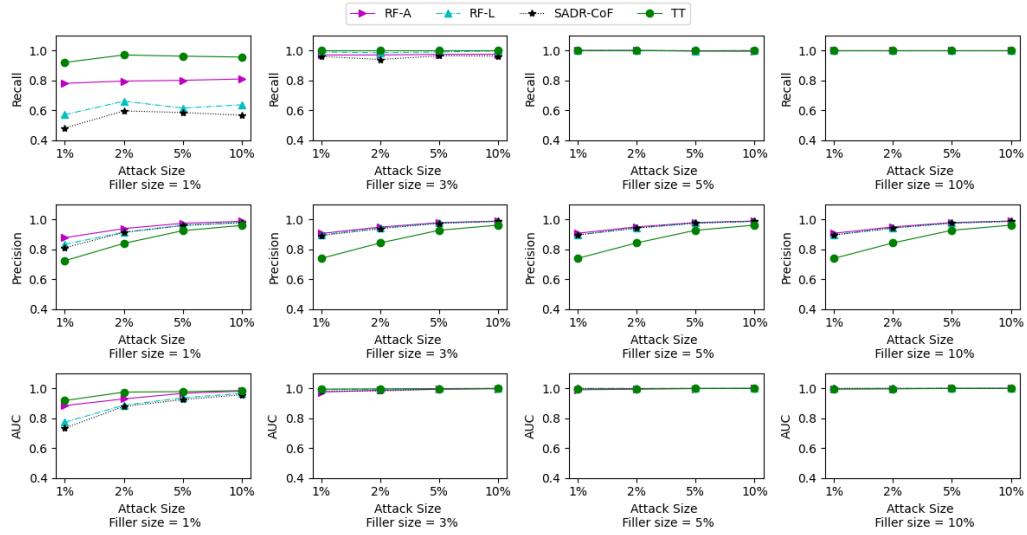 RF-A RF-L SADR-CoF TT
1.0 1.0 1.0 1.0
0.8 0.8 0.8 0.8
Recall Recall Recall Recall
0.6 0.6 0.6 0.6
0.4 0.4 0.4 0.4
1% 2% 5% 10% 1% 2% 5% 10% 1% 2% 5% 10% 1% 2% 5% 10%
Attack Size Attack Size Attack Size Attack Size
Filler size = 1% Filler size = 3% Filler size = 5% Filler size = 10%
1.0 1.0 1.0 1.0
0.8 0.8 0.8 0.8
Precision Precision Precision Precision
0.6 0.6 0.6 0.6
0.4 0.4 0.4 0.4
1% 2% 5% 10% 1% 2% 5% 10% 1% 2% 5% 10% 1% 2% 5% 10%
Attack Size Attack Size Attack Size Attack Size
Filler size = 1% Filler size = 3% Filler size = 5% Filler size = 10%
1.0 1.0 1.0 1.0
0.8 0.8 0.8 0.8
AUC AUC AUC AUC
0.6 0.6 0.6 0.6
0.4 0.4 0.4 0.4
1% 2% 5% 10% 1% 2% 5% 10% 1% 2% 5% 10% 1% 2% 5% 10%
Attack Size Attack Size Attack Size Attack Size
Filler size = 1% Filler size = 3% Filler size = 5% Filler size = 10%